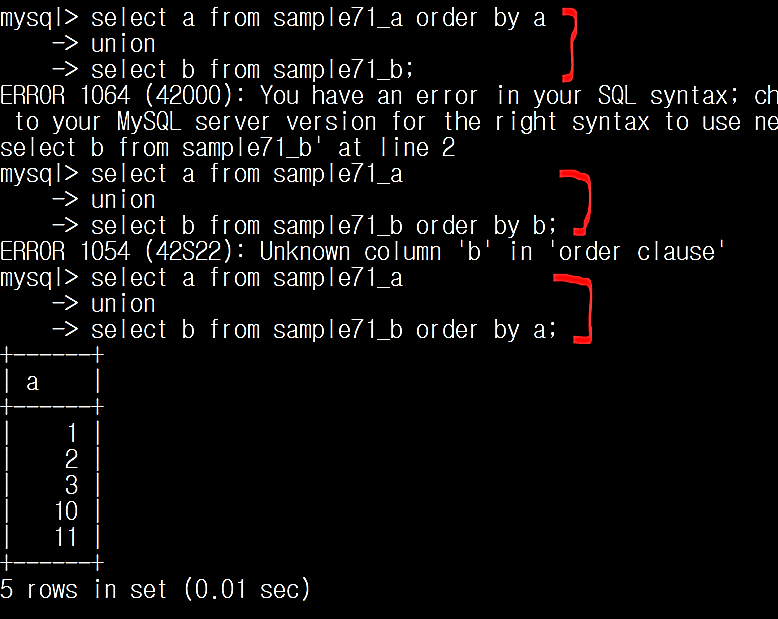 mysql> select a from sample71_a order by a
-> union
-> select b from sample71_b;
ERROR 1064 (42000): You have an error in your SQL syntax; ch
to your MySQL server version for the right syntax to use ne
select b from sample71_b' at line 2
mysql> select a from sample71_a
-> union
-> select b from sample71_b order by b;
ERROR 1054 (42S22): Unknown column 'b' in 'order clause'
mysql> select a from sample71_a
-> union
-> select b from sample71_b order by a;
+------+
| a    |
+------+
|    1 |
|    2 |
|    3 |
|   10 |
|   11 |
+------+
5 rows in set (0.01 sec)